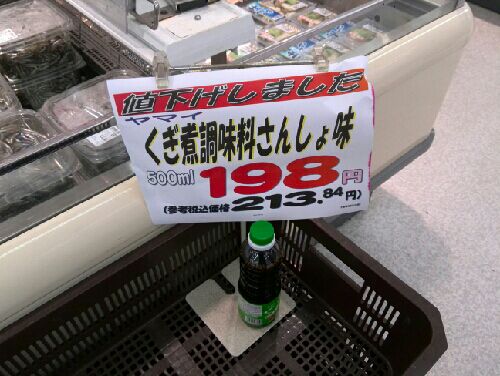 値下げしました
ヤマイ
くぎ煮調味料さんしょ味
500ml 198円
(参考税込価格 213.84円)